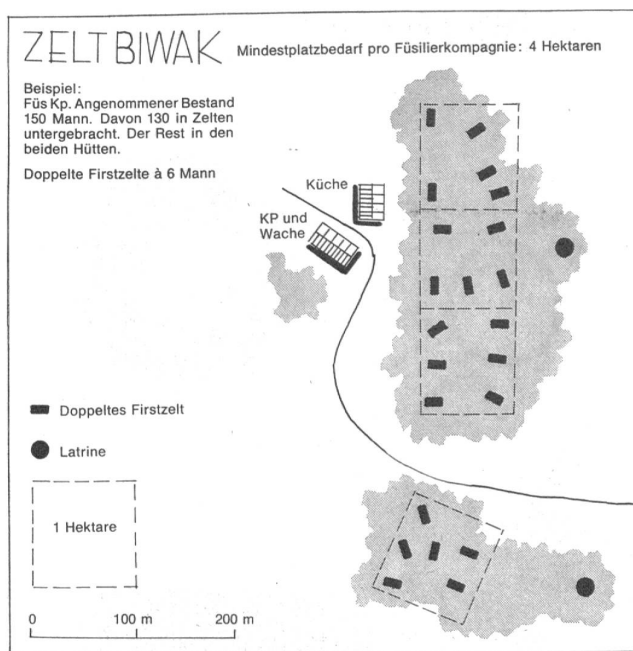 ZELTBIWAK
Mindestplatzbedarf pro Füsilierkompagnie: 4 Hektaren
Beispiel:
Füs Kp. Angenommener Bestand
150 Mann. Davon 130 in Zelten
untergebracht. Der Rest in den
beiden Hütten.
Doppelte Firstzelte à 6 Mann
Küche
KP und
Wache
Doppeltes Firstzelt
Latrine
1 Hektare
0 100 m 200 m